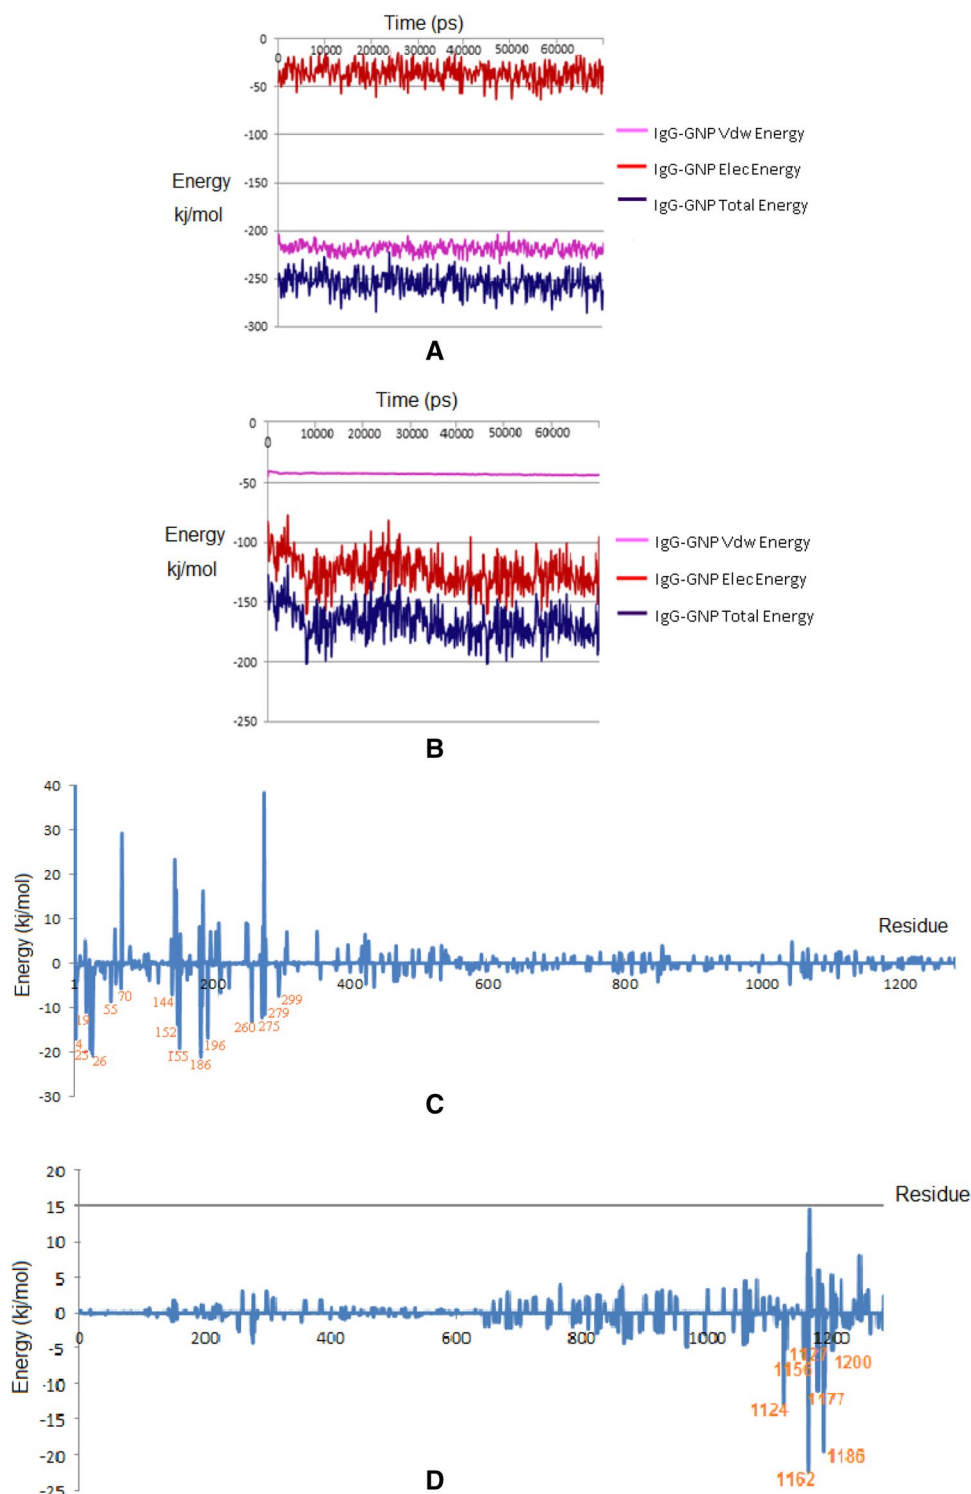 Time (ps)
0
0 10000 20000 30000 40000 50000 60000
-50
-100
-150
-200
-250
-300
Energy
kj/mol
IgG-GNP Vdw Energy
IgG-GNP Elec Energy
IgG-GNP Total Energy
A
Time (ps)
0
0 10000 20000 30000 40000 50000 60000
-50
-100
-150
-200
-250
Energy
kj/mol
IgG-GNP Vdw Energy
IgG-GNP Elec Energy
IgG-GNP Total Energy
B
40
30
20
10
0
-10
-20
-30
Energy (kj/mol)
Residue
1 200 400 600 800 1000 1200
19
4
25
26
55
70
144
152
155
186
196
260
275
279
299
C
20
15
10
5
0
-5
-10
-15
-20
-25
Energy (kj/mol)
Residue
0 200 400 600 800 1000 1200
1124
1156
1162
1177
1200
D